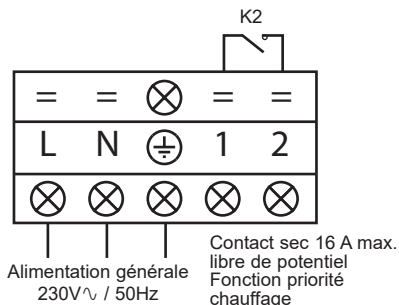 K2
= = = =
L N 1 2
Alimentation générale
230V∿ / 50Hz
Contact sec 16 A max.
libre de potentiel
Fonction priorité
chauffage